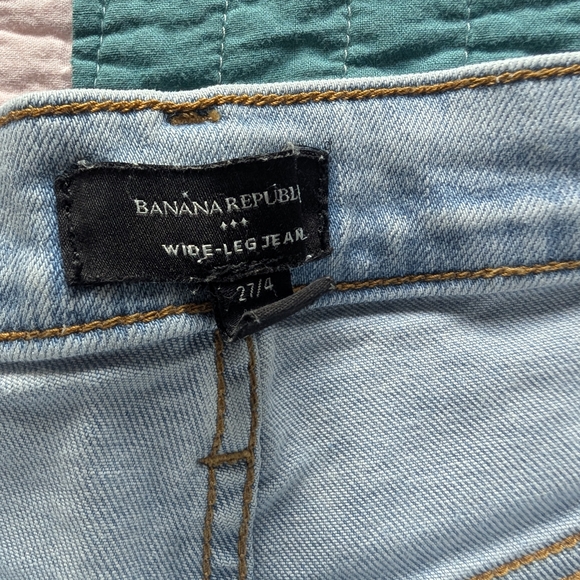 BANANA REPUBLI
WIDE-LEG JEAN
27/4